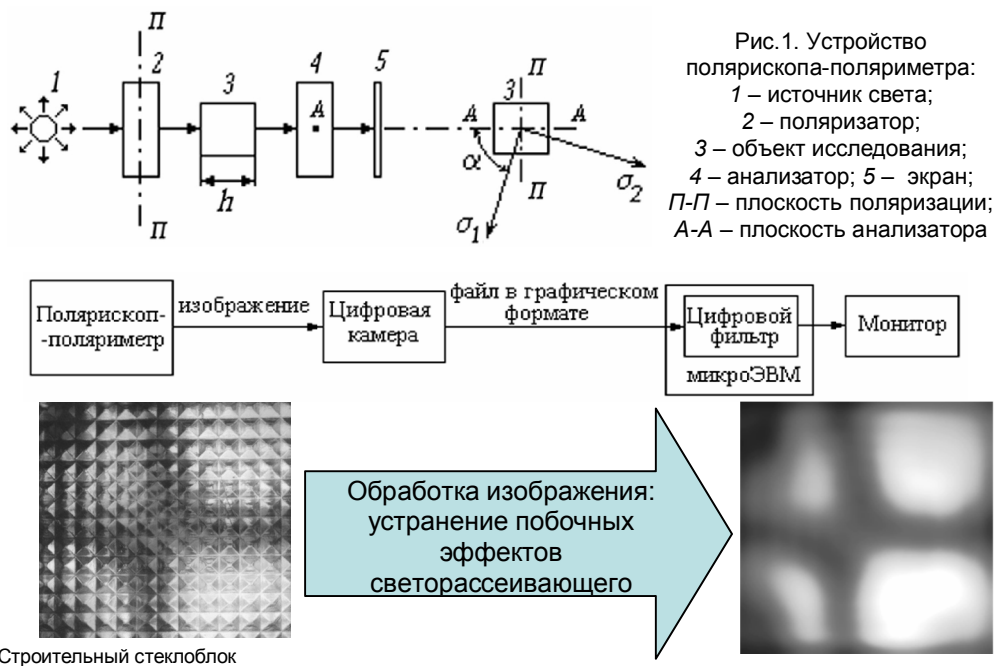 П
1
2
3
4
5
А
h
П
П
3
А
А
α
П
σ1
σ2
Рис.1. Устройство
полярископа-поляриметра:
1 – источник света;
2 – поляризатор;
3 – объект исследования;
4 – анализатор; 5 – экран;
П-П – плоскость поляризации;
А-А – плоскость анализатора
Полярископ-
-поляриметр
изображение
Цифровая
камера
файл в графическом
формате
Цифровой
фильтр
микроЭВМ
Монитор
Обработка изображения:
устранение побочных
эффектов
светорассеивающего
Строительный стеклоблок